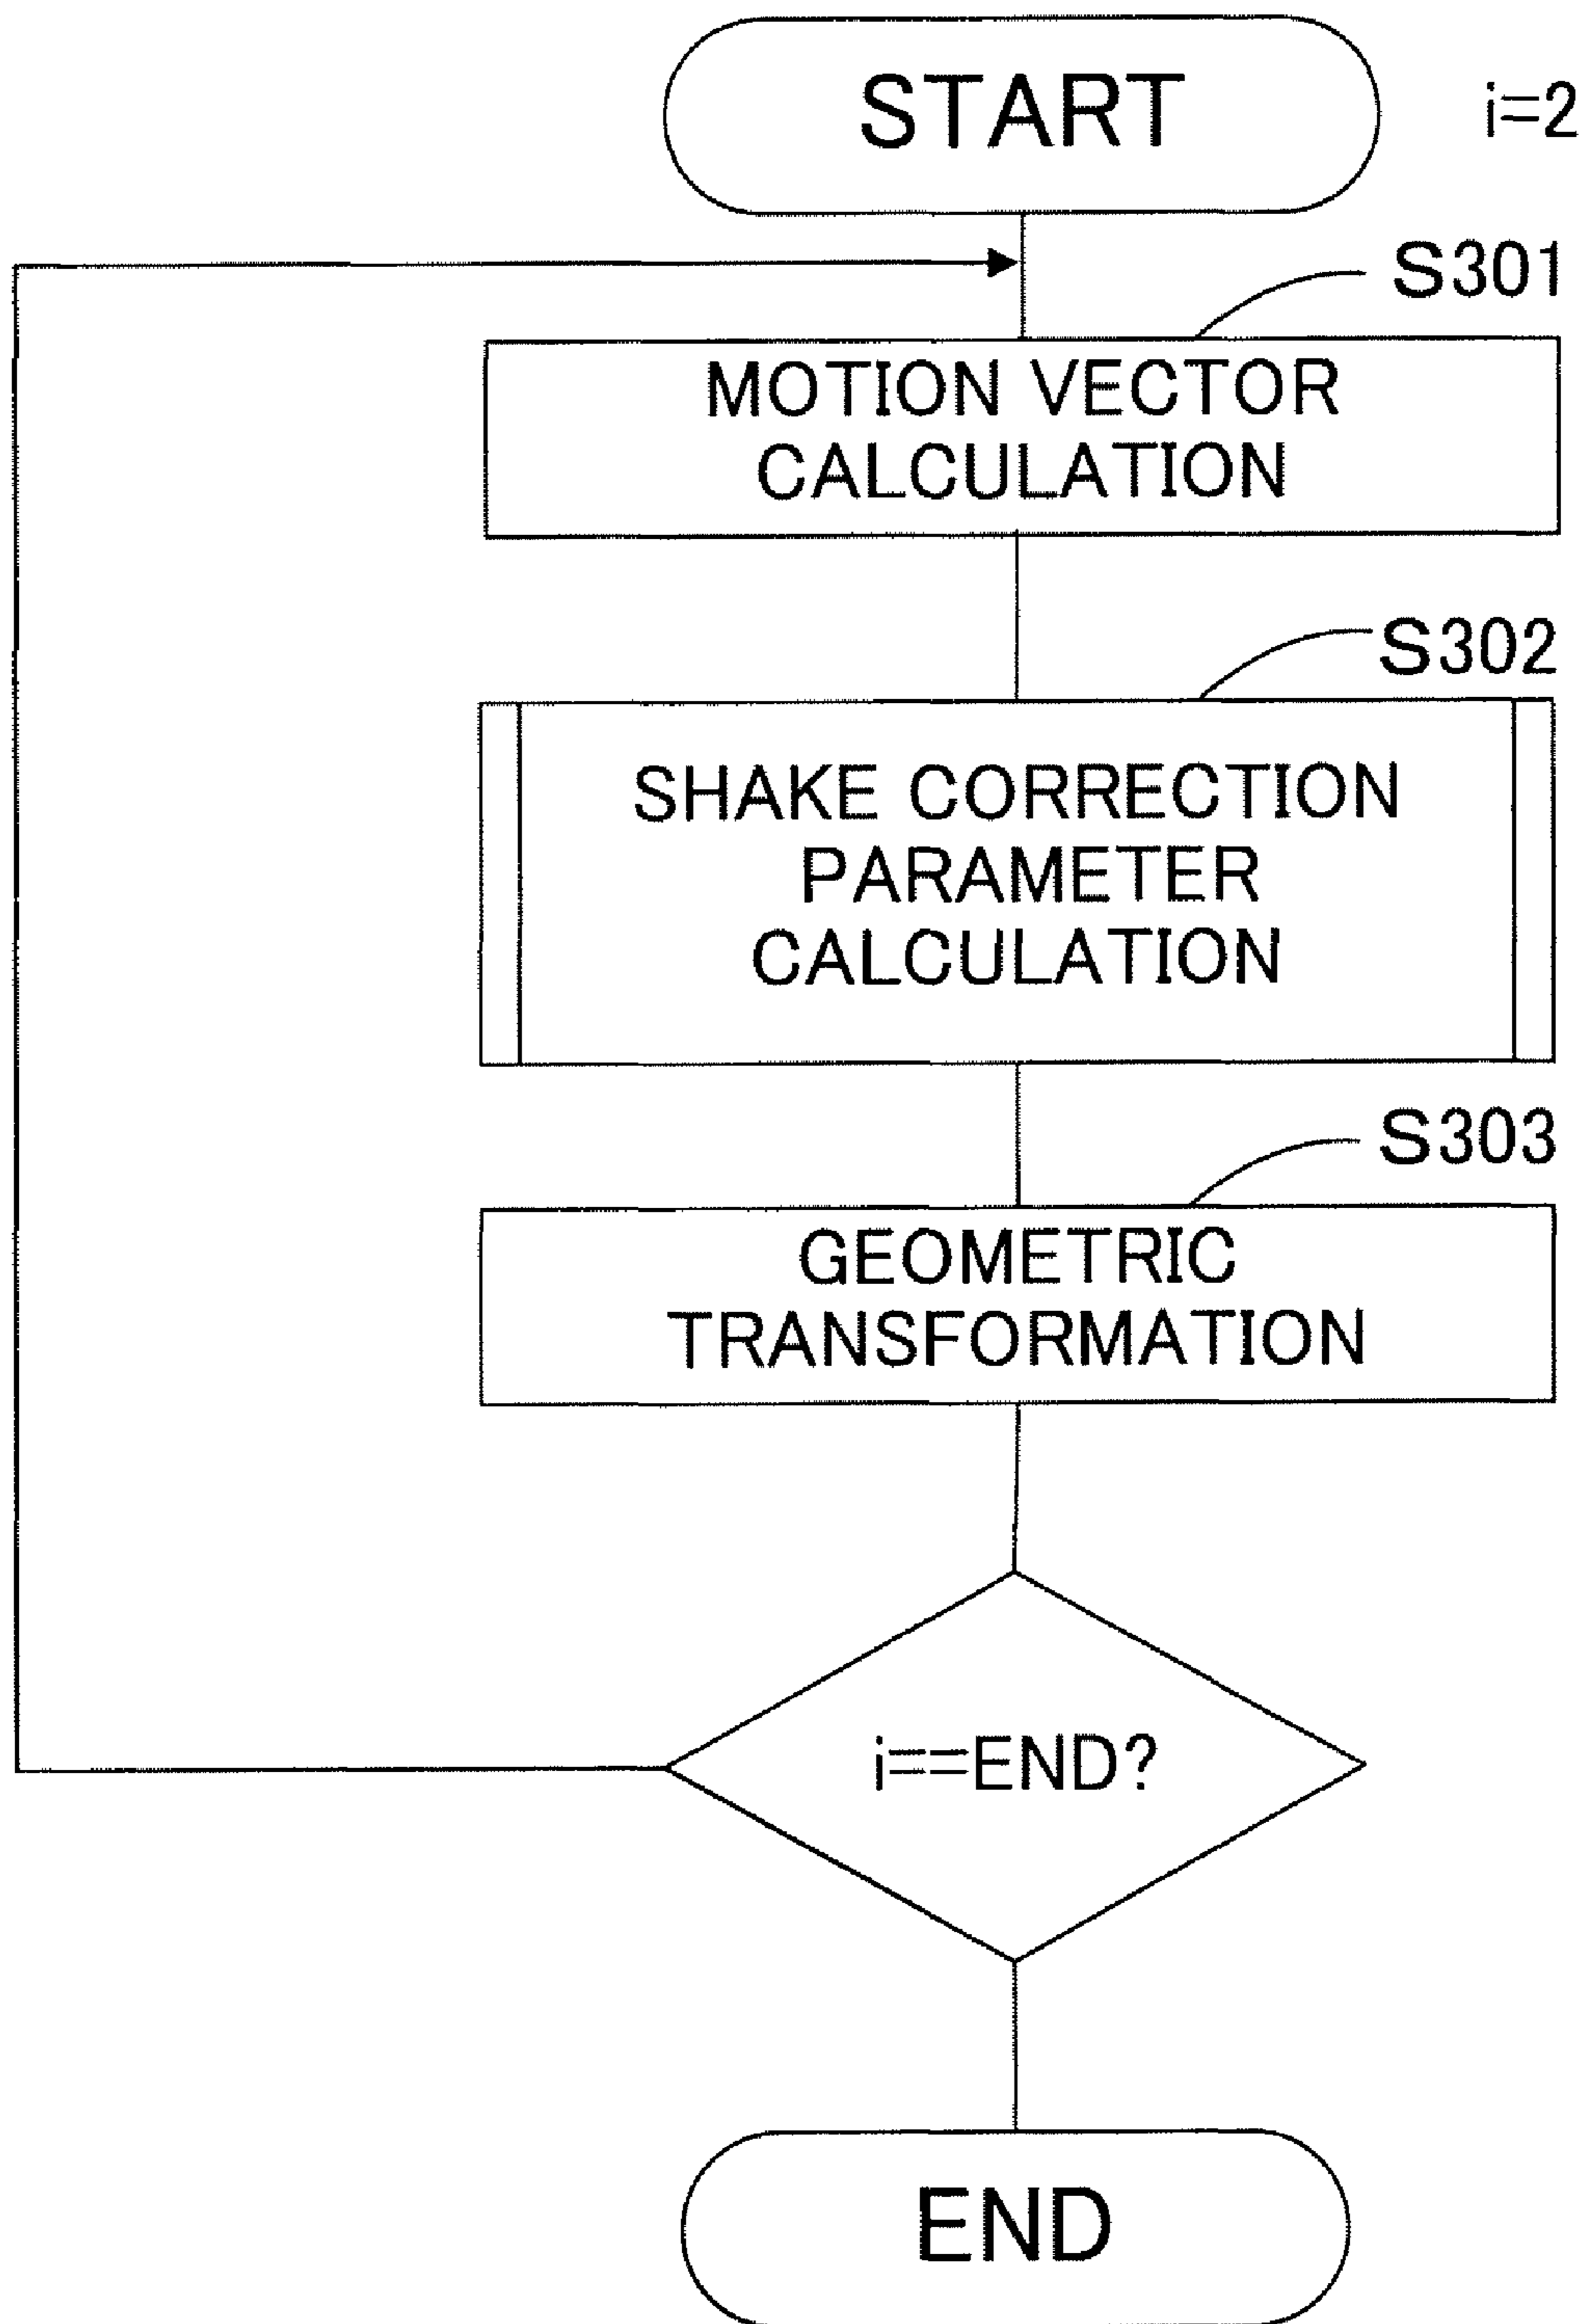 START
i=2
S301
MOTION VECTOR
CALCULATION
S302
SHAKE CORRECTION
PARAMETER
CALCULATION
S303
GEOMETRIC
TRANSFORMATION
i==END?
END